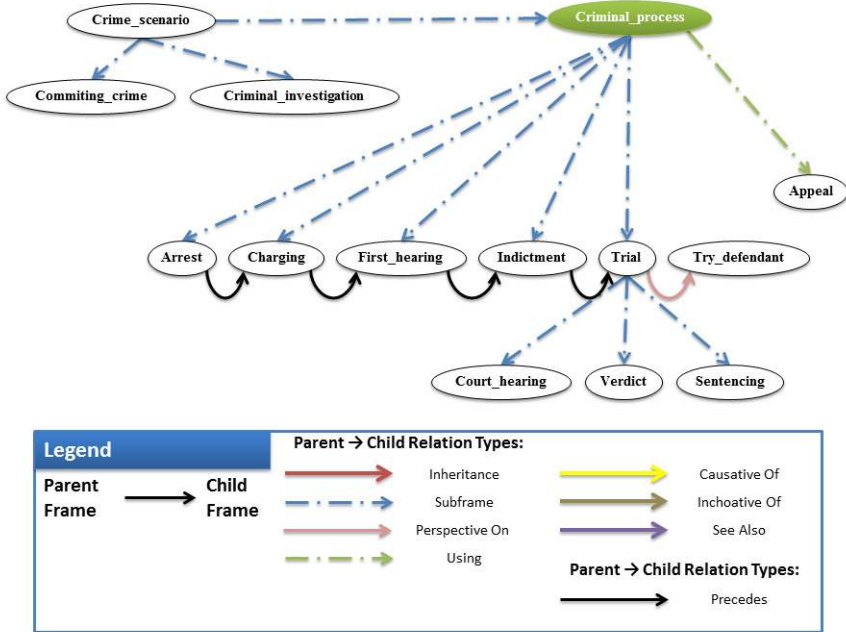 Crime_scenario
Criminal_process
Commiting_crime
Criminal_investigation
Appeal
Arrest
Charging
First_hearing
Indictment
Trial
Try_defendant
Court_hearing
Verdict
Sentencing
Legend
Parent Frame
Child Frame
Parent → Child Relation Types:
Inheritance
Subframe
Perspective On
Using
Causative Of
Inchoative Of
See Also
Parent → Child Relation Types:
Precedes